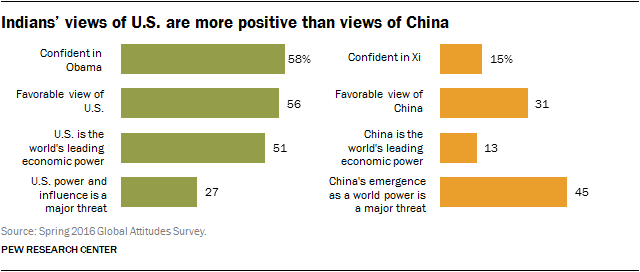 Indians' views of U.S. are more positive than views of China
Confident in
Obama
58%
Favorable view of
U.S.
56
U.S. is the
world's leading
economic power
51
U.S. power and
influence is a
major threat
27
Confident in Xi
15%
Favorable view of
China
31
China is the
world's leading
economic power
13
China's emergence
as a world power is
a major threat
45
Source: Spring 2016 Global Attitudes Survey.
PEW RESEARCH CENTER